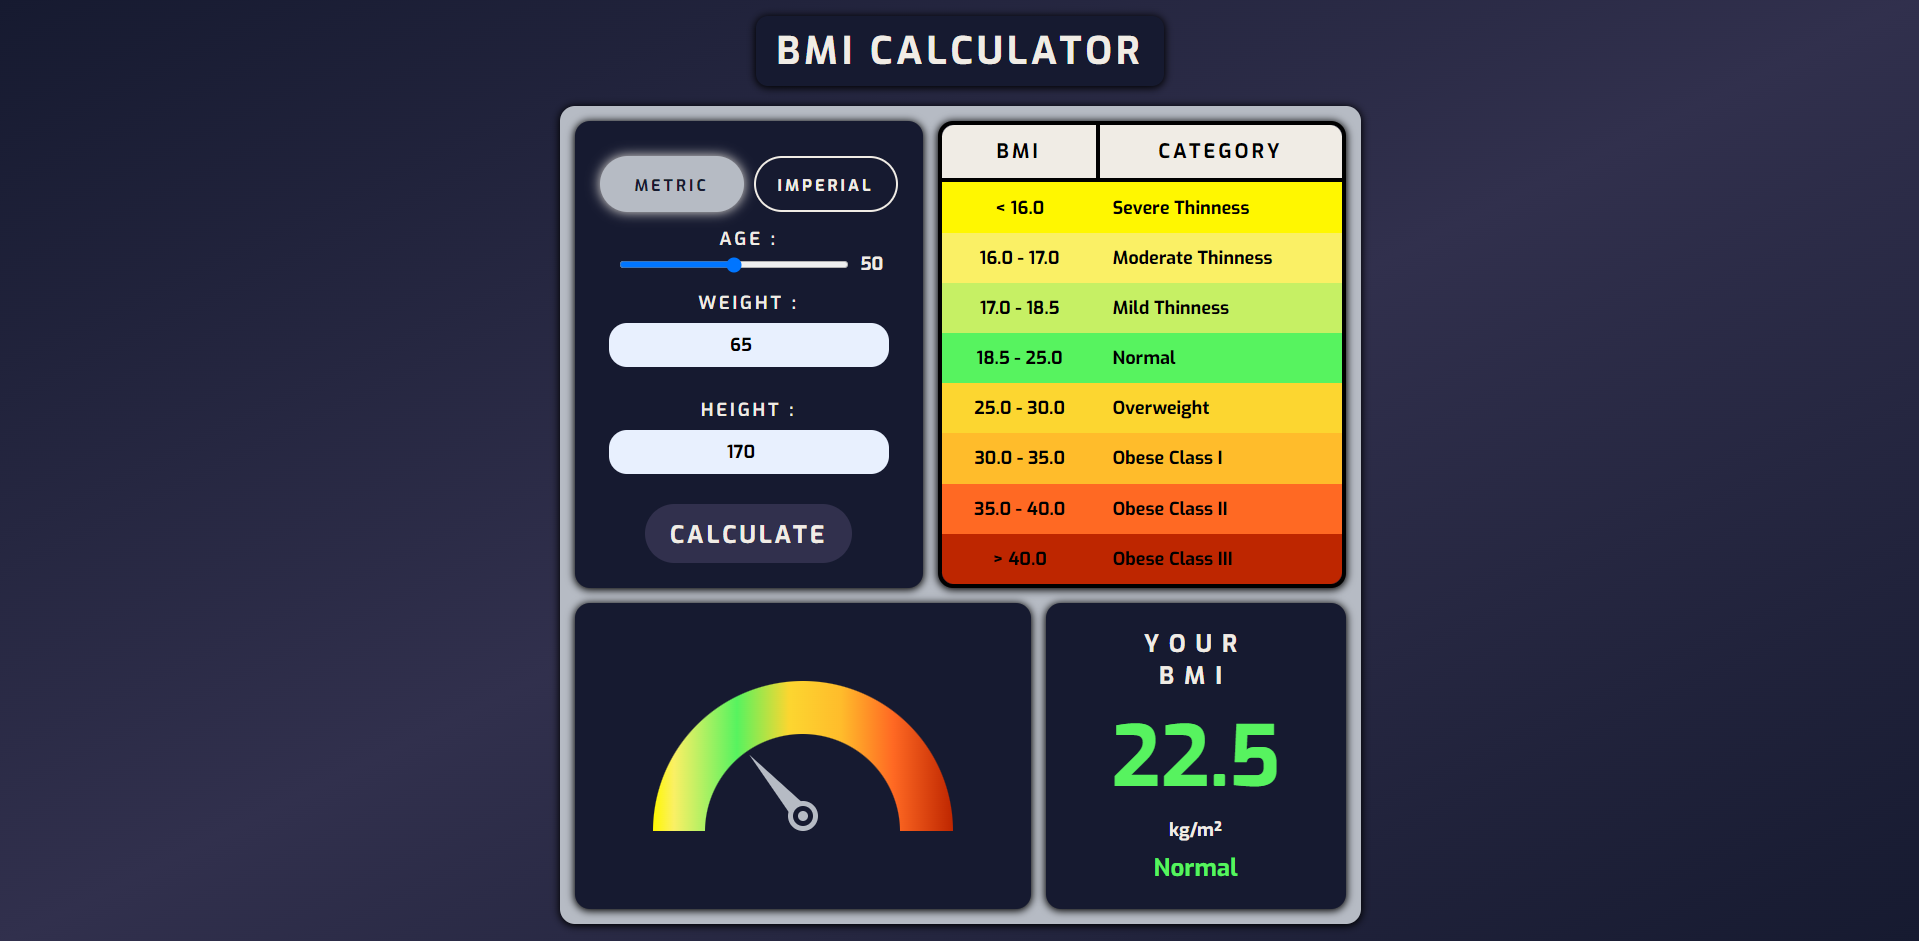 BMI CALCULATOR
METRIC IMPERIAL
AGE :
50
WEIGHT :
65
HEIGHT :
170
CALCULATE
BMI CATEGORY
< 16.0 Severe Thinness
16.0 - 17.0 Moderate Thinness
17.0 - 18.5 Mild Thinness
18.5 - 25.0 Normal
25.0 - 30.0 Overweight
30.0 - 35.0 Obese Class I
35.0 - 40.0 Obese Class II
> 40.0 Obese Class III
YOUR
BMI
22.5
kg/m²
Normal